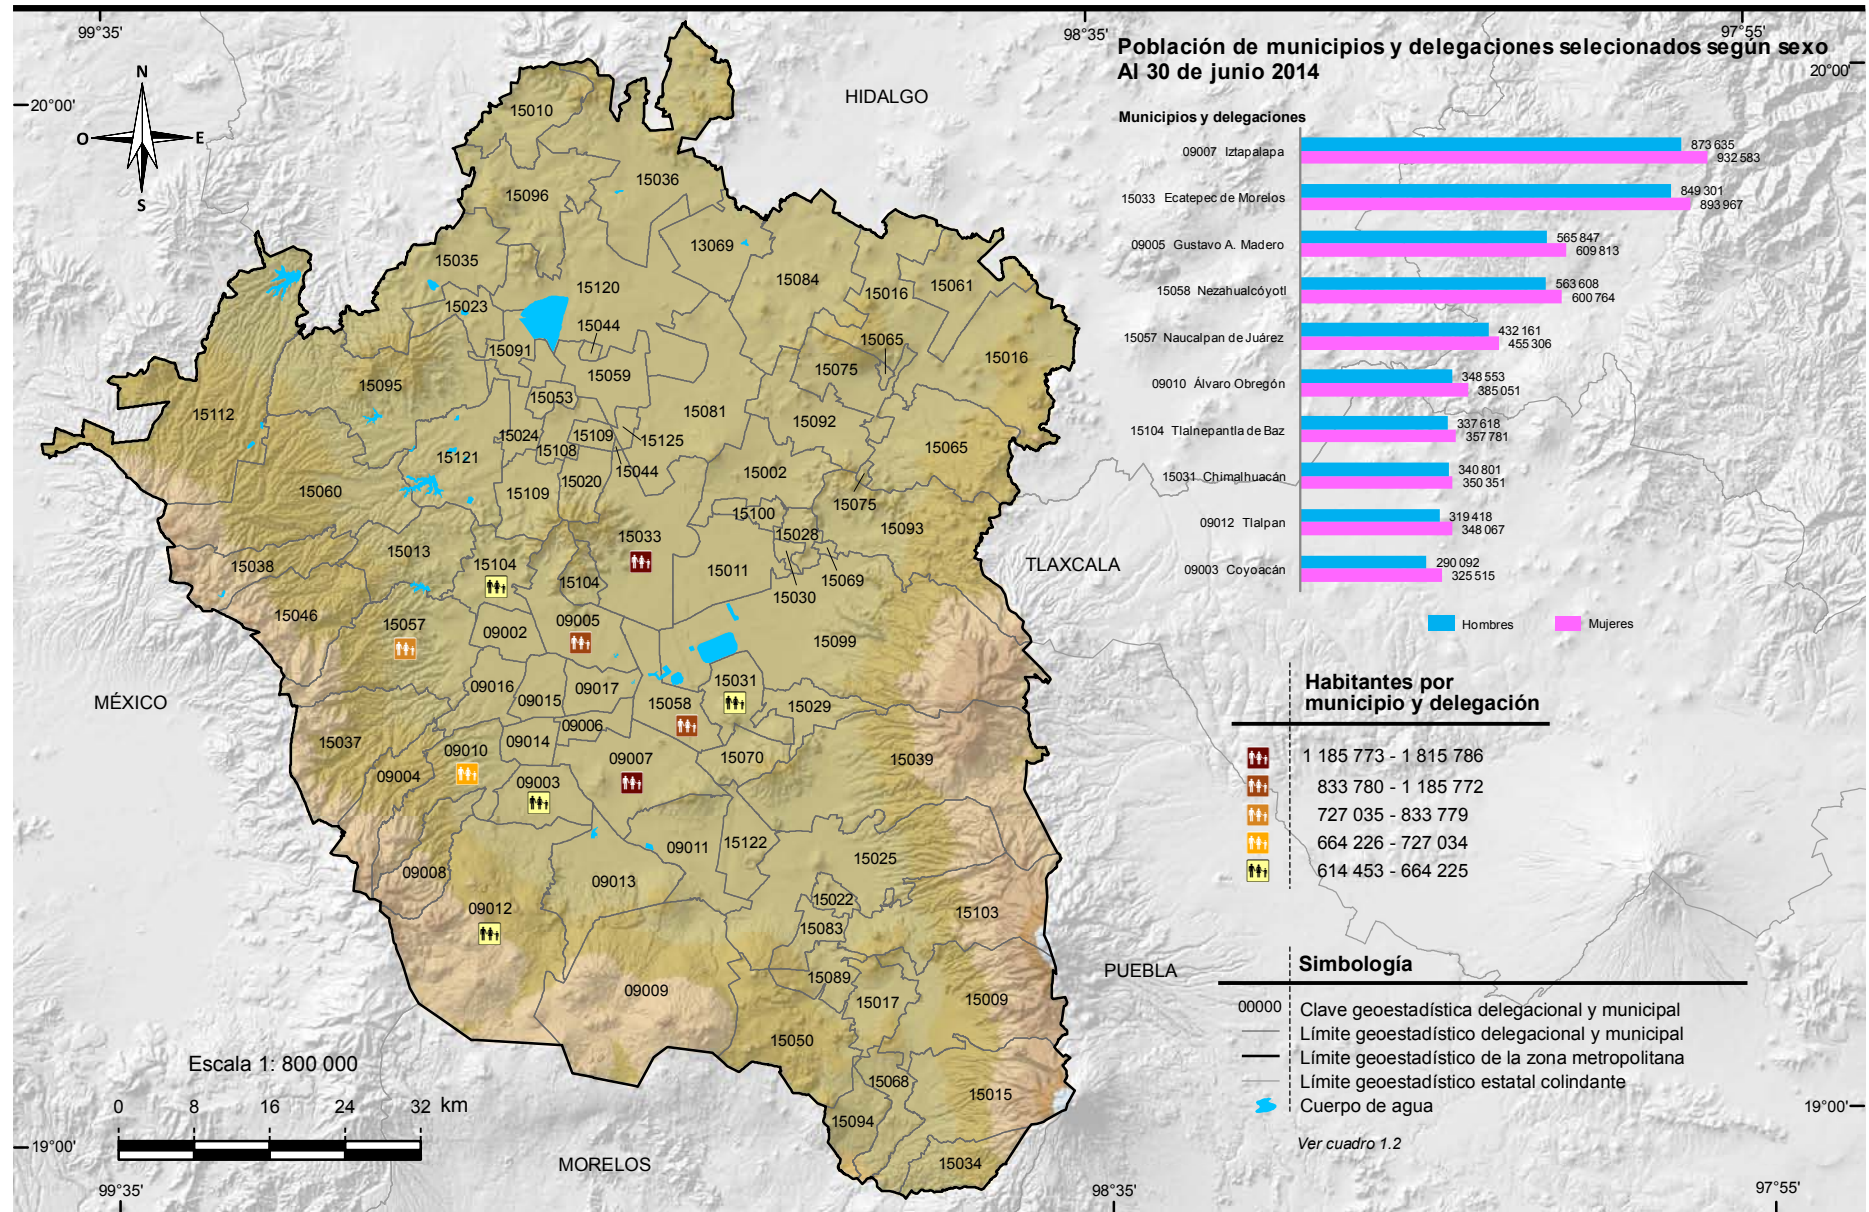 99°35'
98°35'
97°55'
20°00'
20°00'
N
O
E
S
HIDALGO
Población de municipios y delegaciones selecionados según sexo
Al 30 de junio 2014
Municipios y delegaciones
09007 Iztapalapa
873 635
932 583
15033 Ecatepec de Morelos
849 301
893 967
09005 Gustavo A. Madero
565 847
609 813
15058 Nezahualcóyotl
563 608
600 764
15057 Naucalpan de Juárez
432 161
455 306
09010 Álvaro Obregón
348 553
385 051
15104 Tlalnepantla de Baz
337 618
357 781
15031 Chimalhuacán
340 801
350 351
09012 Tlalpan
319 418
348 067
09003 Coyoacán
290 092
325 515
Hombres
Mujeres
15010
15036
15096
13069
15035
15084
15061
15120
15016
15023
15044
15065
15091
15016
15059
15075
15095
15053
15112
15081
15092
15024
15109
15125
15065
15108
15121
15044
15002
15020
15060
15109
15075
15100
15093
15033
15028
15013
15104
15038
15011
15069
15104
TLAXCALA
15030
15046
15057
09005
09002
15099
09016
15031
09017
MÉXICO
09015
15058
15029
09006
15037
09014
09010
09007
15070
15039
09004
09003
09011
15122
15025
09008
09013
15022
09012
15103
15083
PUEBLA
15089
09009
15017
15009
15050
15068
15015
15094
15034
MORELOS
Habitantes por
municipio y delegación
1 185 773 - 1 815 786
833 780 - 1 185 772
727 035 - 833 779
664 226 - 727 034
614 453 - 664 225
Simbología
00000 Clave geoestadística delegacional y municipal
Límite geoestadístico delegacional y municipal
Límite geoestadístico de la zona metropolitana
Límite geoestadístico estatal colindante
Cuerpo de agua
Ver cuadro 1.2
Escala 1: 800 000
0 8 16 24 32 km
19°00'
19°00'
99°35'
98°35'
97°55'